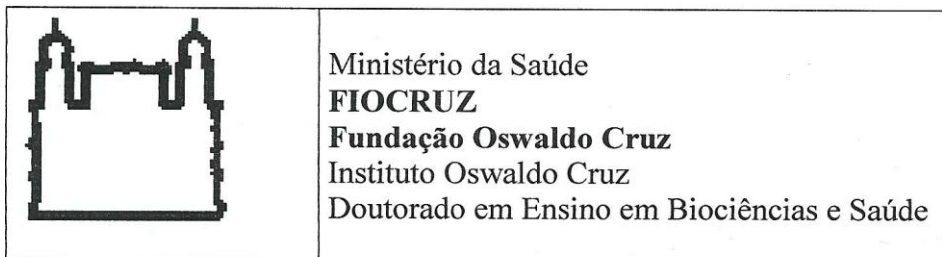 Ministério da Saúde
FIOCRUZ
Fundação Oswaldo Cruz
Instituto Oswaldo Cruz
Doutorado em Ensino em Biociências e Saúde